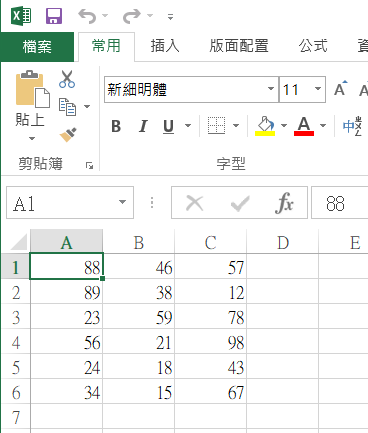 檔案 常用 插入 版面配置 公式
新細明體 11 A A
貼上 B I U A 中
剪貼簿 字型
A1 fx 88
A B C D E
1 88 46 57
2 89 38 12
3 23 59 78
4 56 21 98
5 24 18 43
6 34 15 67
7